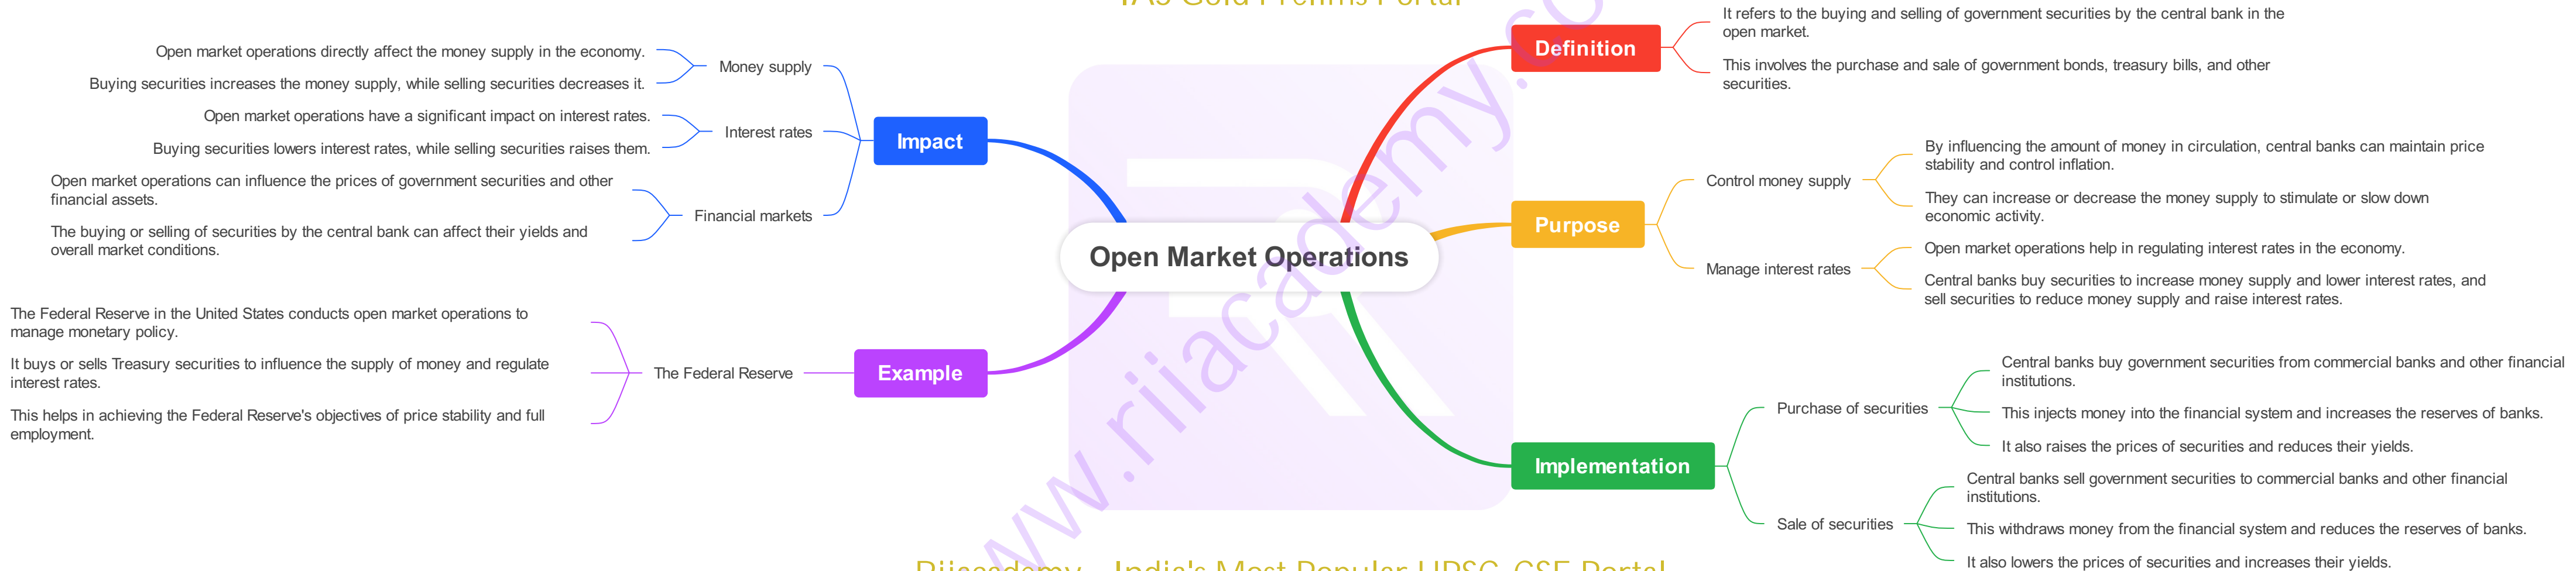 IAS Gold Prelims Portal
Open Market Operations
Definition
It refers to the buying and selling of government securities by the central bank in the
open market.
This involves the purchase and sale of government bonds, treasury bills, and other
securities.
Purpose
Control money supply
By influencing the amount of money in circulation, central banks can maintain price
stability and control inflation.
They can increase or decrease the money supply to stimulate or slow down
economic activity.
Manage interest rates
Open market operations help in regulating interest rates in the economy.
Central banks buy securities to increase money supply and lower interest rates, and
sell securities to reduce money supply and raise interest rates.
Implementation
Purchase of securities
Central banks buy government securities from commercial banks and other financial
institutions.
This injects money into the financial system and increases the reserves of banks.
It also raises the prices of securities and reduces their yields.
Sale of securities
Central banks sell government securities to commercial banks and other financial
institutions.
This withdraws money from the financial system and reduces the reserves of banks.
It also lowers the prices of securities and increases their yields.
Impact
Money supply
Open market operations directly affect the money supply in the economy.
Buying securities increases the money supply, while selling securities decreases it.
Interest rates
Open market operations have a significant impact on interest rates.
Buying securities lowers interest rates, while selling securities raises them.
Financial markets
Open market operations can influence the prices of government securities and other
financial assets.
The buying or selling of securities by the central bank can affect their yields and
overall market conditions.
Example
The Federal Reserve
The Federal Reserve in the United States conducts open market operations to
manage monetary policy.
It buys or sells Treasury securities to influence the supply of money and regulate
interest rates.
This helps in achieving the Federal Reserve's objectives of price stability and full
employment.
ww.rijacademy.co
Rijacademy - India's Most Popular UPSC-CSE Portal